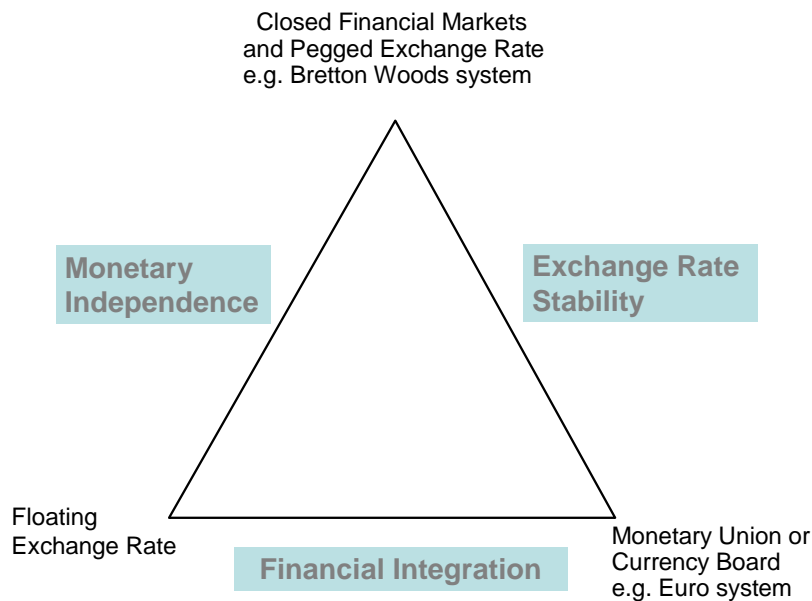 Closed Financial Markets
and Pegged Exchange Rate
e.g. Bretton Woods system
Monetary
Independence
Exchange Rate
Stability
Floating
Exchange Rate
Financial Integration
Monetary Union or
Currency Board
e.g. Euro system